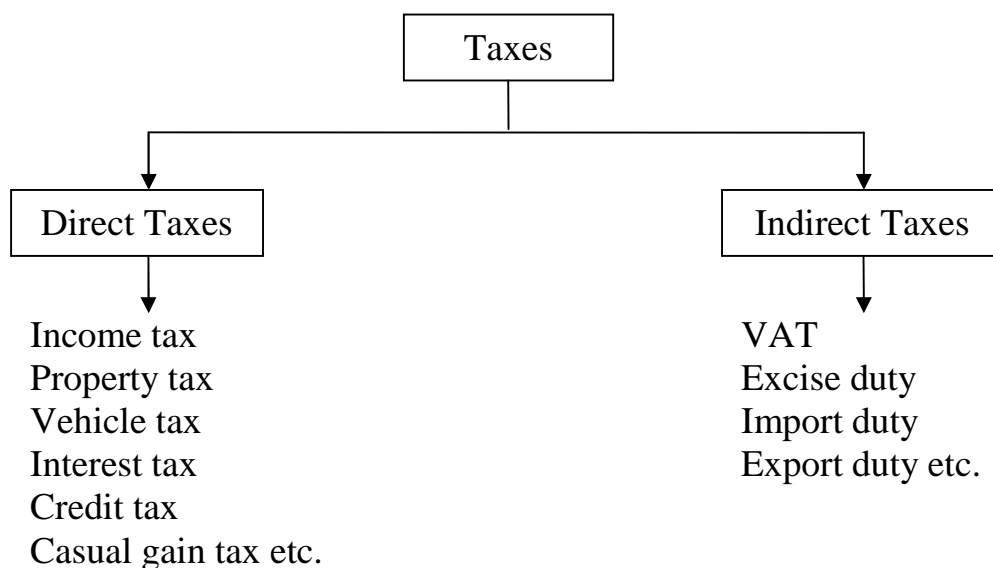 Taxes
Direct Taxes
Income tax
Property tax
Vehicle tax
Interest tax
Credit tax
Casual gain tax etc.
Indirect Taxes
VAT
Excise duty
Import duty
Export duty etc.